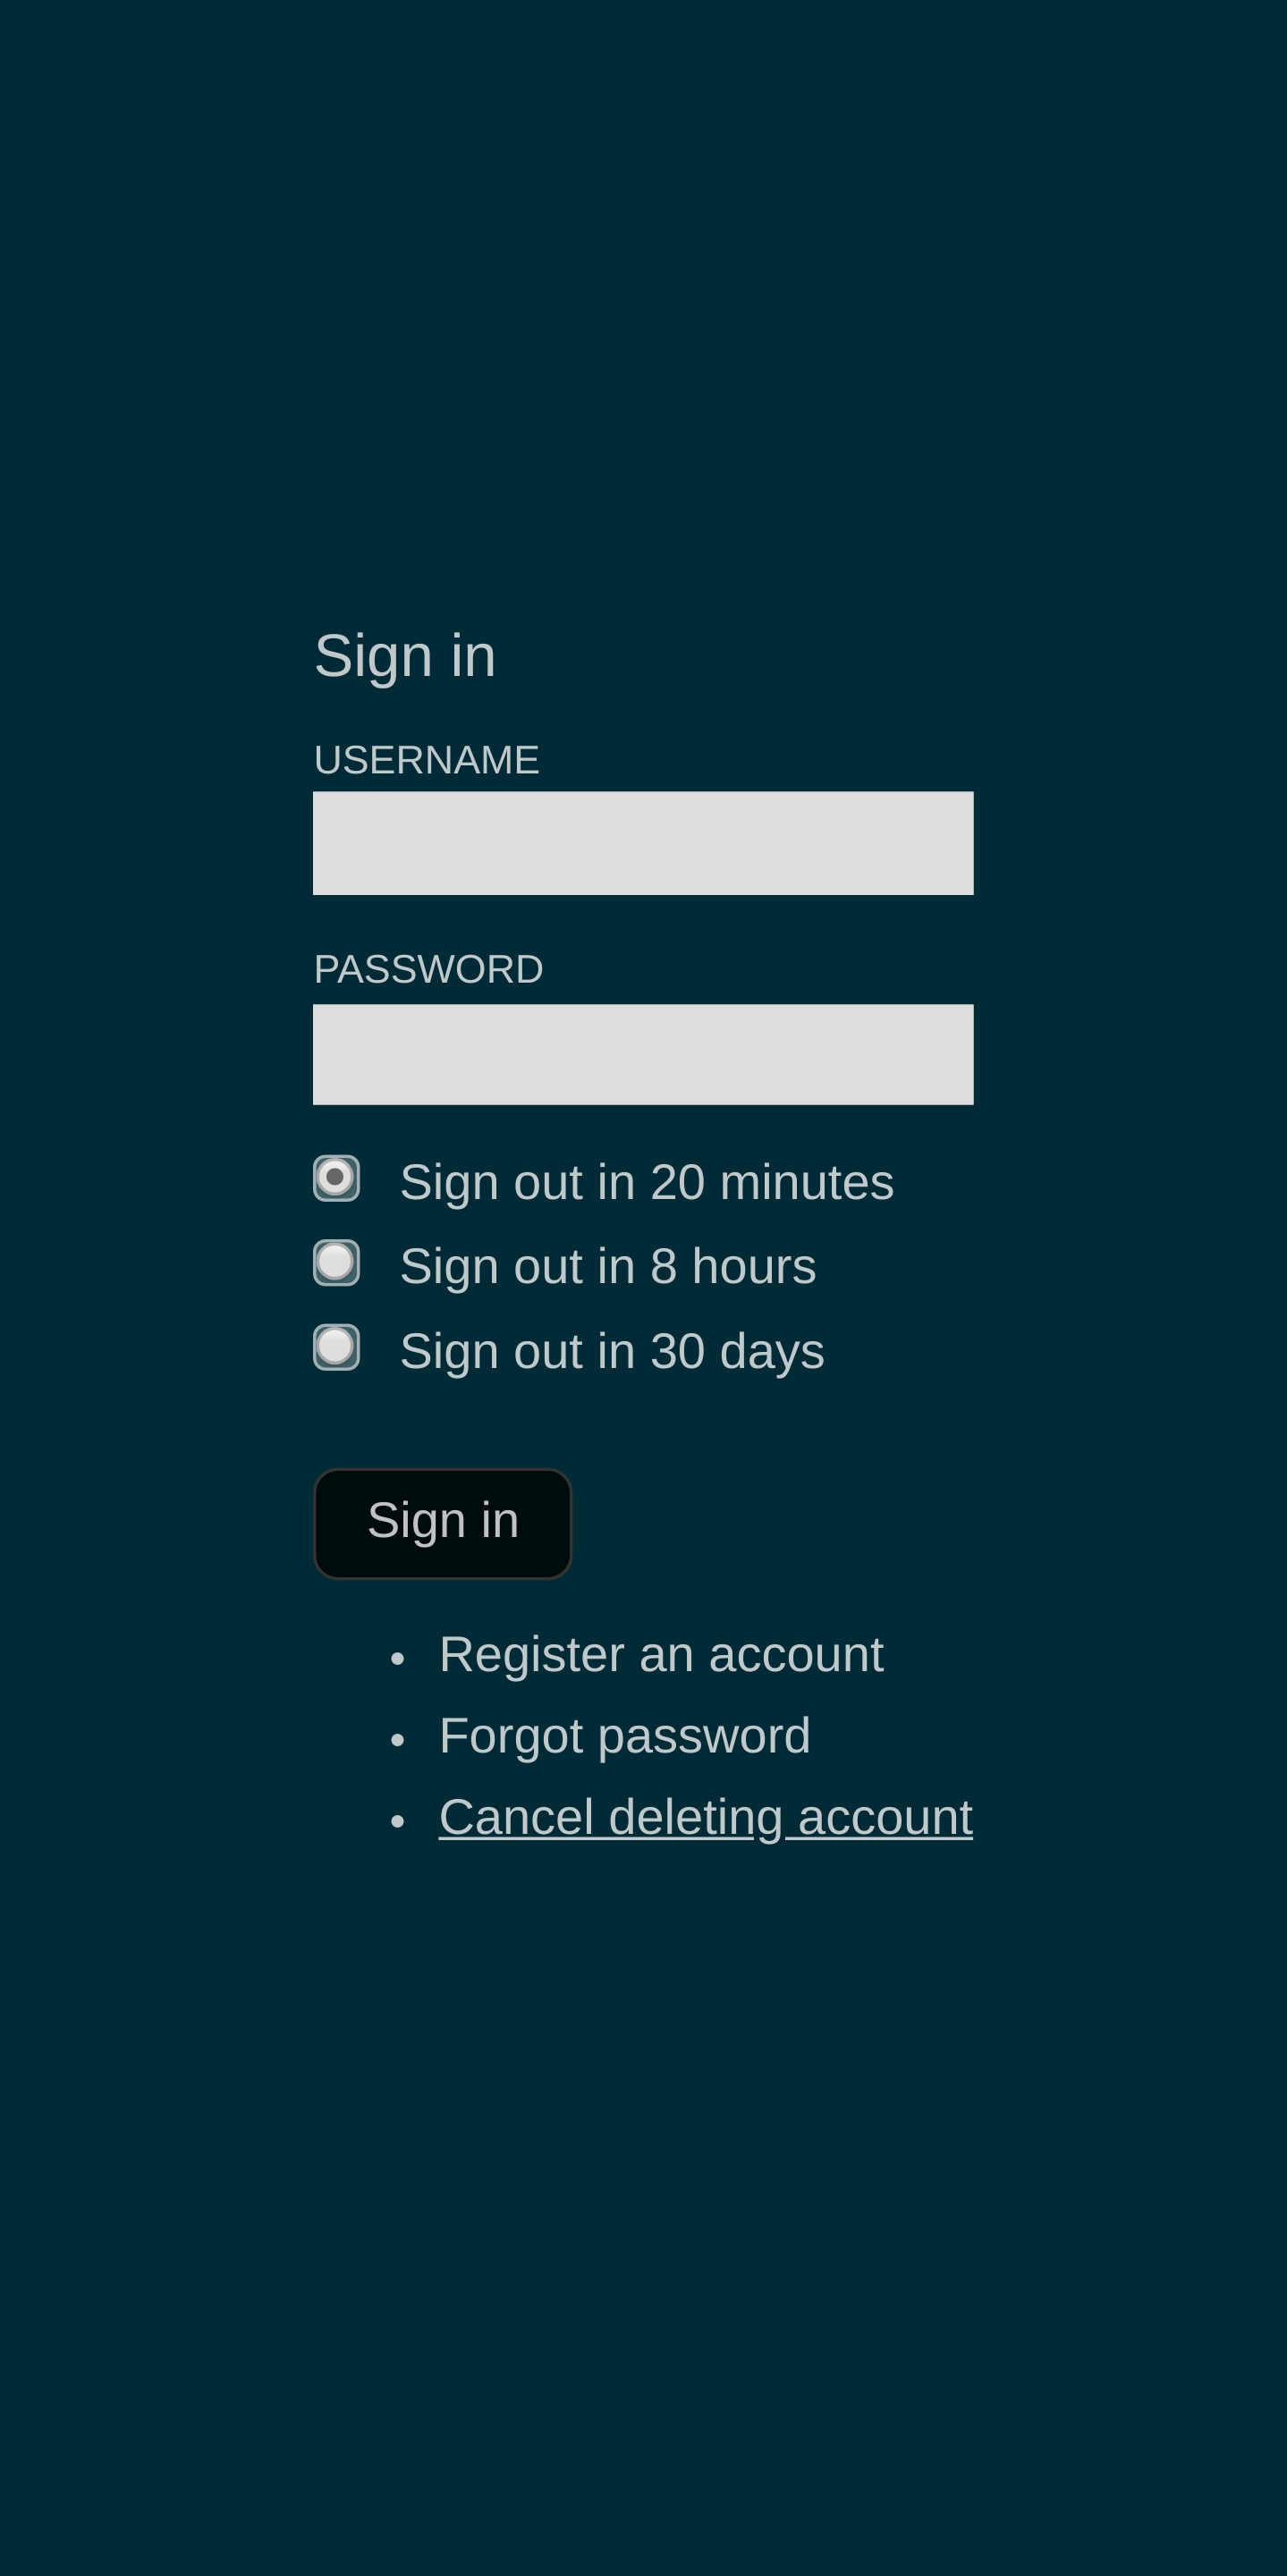 Sign in
USERNAME
PASSWORD
Sign out in 20 minutes
Sign out in 8 hours
Sign out in 30 days
Sign in
Register an account
Forgot password
Cancel deleting account